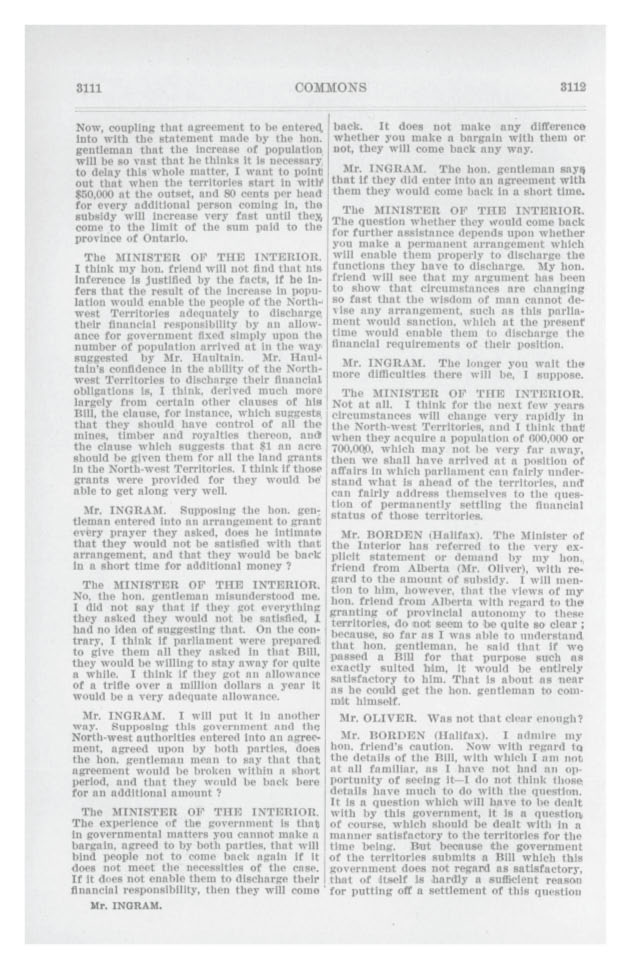 3111
COMMONS
3112
Now, coupling that agreement to be entered,
into with the statement made by the hon.
gentleman that the increase of population
will be so vast that he thinks it is necessary
to delay this whole matter, I want to point
out that when the territories start in with
$50,000 at the outset, and 80 cents per head
for every additional person coming in, the
subsidy will increase very fast until they
come to the limit of the sum paid to the
province of Ontario.
The MINISTER OF THE INTERIOR.
I think my hon. friend will not find that his
inference is justified by the facts, if he in-
fers that the result of the increase in popu-
lation would enable the people of the North-
west Territories adequately to discharge
their financial responsibility by an allow-
ance for government fixed simply upon the
number of population arrived at in the way
suggested by Mr. Haultain. Mr. Haul-
tain's confidence in the ability of the North-
west Territories to discharge their financial
obligations is, I think, derived much more
largely from certain other clauses of his
Bill, the clause, for instance, which suggests
that they should have control of all the
mines, timber and royalties thereon, and
the clause which suggests that $1 an acre
should be given them for all the land grants
in the North-west Territories. I think if those
grants were provided for they would be
able to get along very well.
Mr. INGRAM. Supposing the hon. gen-
tleman entered into an arrangement to grant
every prayer they asked, does he intimate
that they would not be satisfied with that
arrangement, and that they would be back
in a short time for additional money ?
The MINISTER OF THE INTERIOR.
No, the hon. gentleman misunderstood me.
I did not say that if they got everything
they asked they would not be satisfied, I
had no idea of suggesting that. On the con-
trary, I think if parliament were prepared
to give them all they asked in that Bill,
they would be willing to stay away for quite
a while. I think if they got an allowance
of a trifle over a million dollars a year it
would be a very adequate allowance.
Mr. INGRAM. I will put it in another
way. Supposing this government and the
North-west authorities entered into an agree-
ment, agreed upon by both parties, does
the hon. gentleman mean to say that that
agreement would be broken within a short
period, and that they would be back here
for an additional amount ?
The MINISTER OF THE INTERIOR.
The experience of the government is that
in governmental matters you cannot make a
bargain, agreed to by both parties, that will
bind people not to come back again if it
does not meet the necessities of the case.
If it does not enable them to discharge their
financial responsibility, then they will come
Mr. INGRAM.
back. It does not make any difference
whether you make a bargain with them or
not, they will come back any way.
Mr. INGRAM. The hon. gentleman says
that if they did enter into an agreement with
them they would come back in a short time.
The MINISTER OF THE INTERIOR.
The question whether they would come back
for further assistance depends upon whether
you make a permanent arrangement which
will enable them properly to discharge the
functions they have to discharge. My hon.
friend will see that my argument has been
to show that circumstances are changing
so fast that the wisdom of man cannot de-
vise any arrangement, such as this parlia-
ment would sanction, which at the present
time would enable them to discharge the
financial requirements of their position.
Mr. INGRAM. The longer you wait the
more difficulties there will be, I suppose.
The MINISTER OF THE INTERIOR.
Not at all. I think for the next few years
circumstances will change very rapidly in
the North-west Territories, and I think that
when they acquire a population of 600,000 or
700,000, which may not be very far away,
then we shall have arrived at a position of
affairs in which parliament can fairly under-
stand what is ahead of the territories, and
can fairly address themselves to the ques-
tion of permanently settling the financial
status of those territories.
Mr. BORDEN (Halifax). The Minister of
the Interior has referred to the very ex-
plicit statement or demand by my hon.
friend from Alberta (Mr. Oliver), with re-
gard to the amount of subsidy. I will men-
tion to him, however, that the views of my
hon. friend from Alberta with regard to the
granting of provincial autonomy to these
territories, do not seem to be quite so clear ;
because, so far as I was able to understand
that hon. gentleman, he said that if we
passed a Bill for that purpose such as
exactly suited him, it would be entirely
satisfactory to him. That is about as near
as he could get the hon. gentleman to com-
mit himself.
Mr. OLIVER. Was not that clear enough?
Mr. BORDEN (Halifax). I admire my
hon. friend's caution. Now with regard to
the details of the Bill, with which I am not
at all familiar, as I have not had an op-
portunity of seeing it—I do not think those
details have much to do with the question.
It is a question which will have to be dealt
with by this government, it is a question,
of course, which should be dealt with in a
manner satisfactory to the territories for the
time being. But because the government
of the territories submits a Bill which this
government does not regard as satisfactory,
that of itself is hardly a sufficient reason
for putting off a settlement of this question